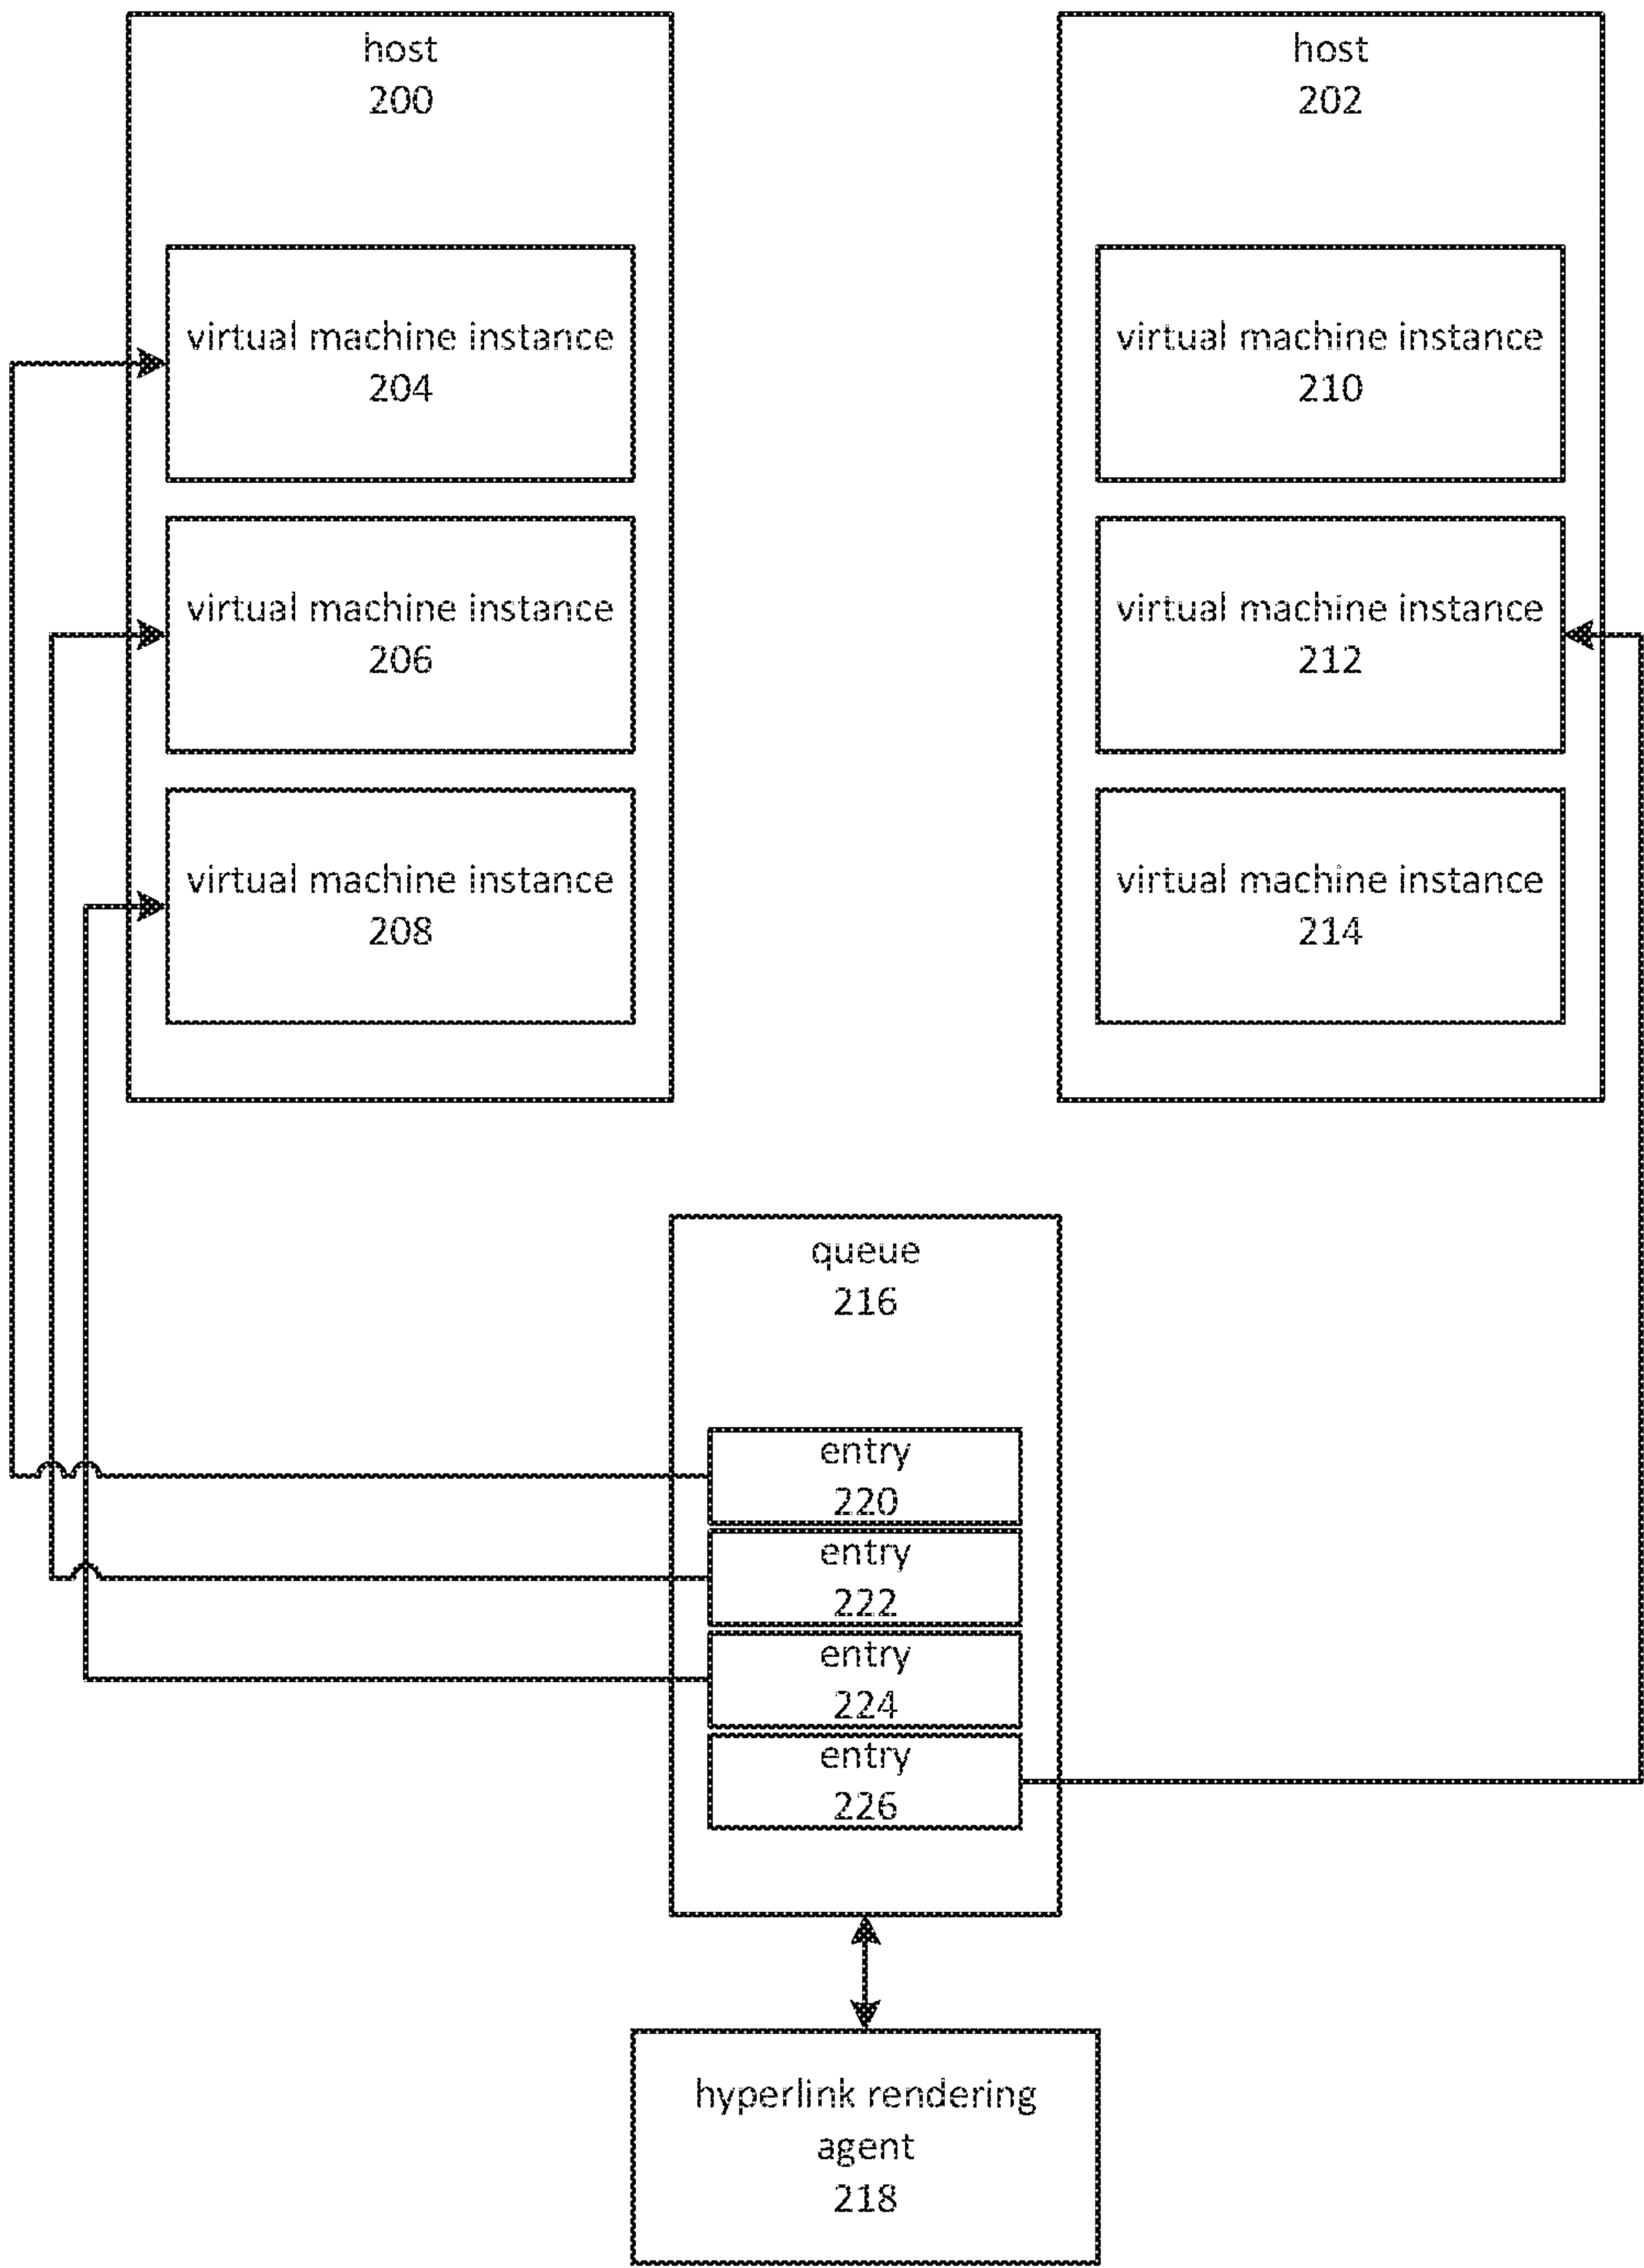 host
200
virtual machine instance
204
virtual machine instance
206
virtual machine instance
208
host
202
virtual machine instance
210
virtual machine instance
212
virtual machine instance
214
queue
216
entry
220
entry
222
entry
224
entry
226
hyperlink rendering
agent
218